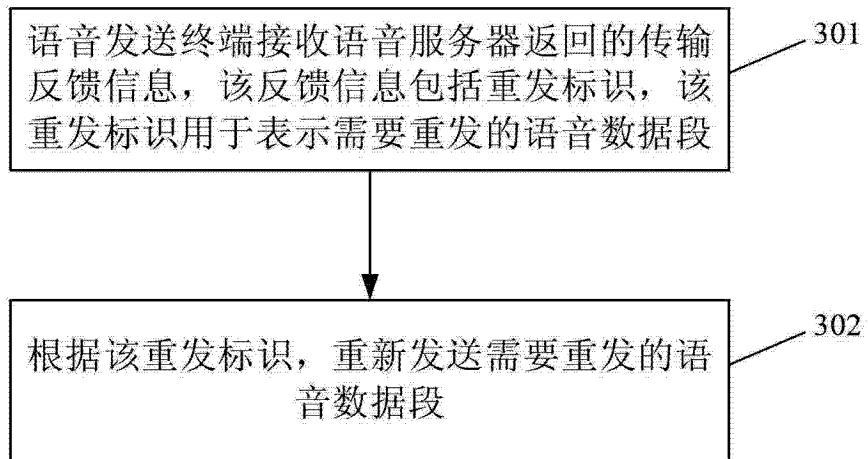 语音发送终端接收语音服务器返回的传输
反馈信息，该反馈信息包括重发标识，该
重发标识用于表示需要重发的语音数据段
301
根据该重发标识，重新发送需要重发的语
音数据段
302